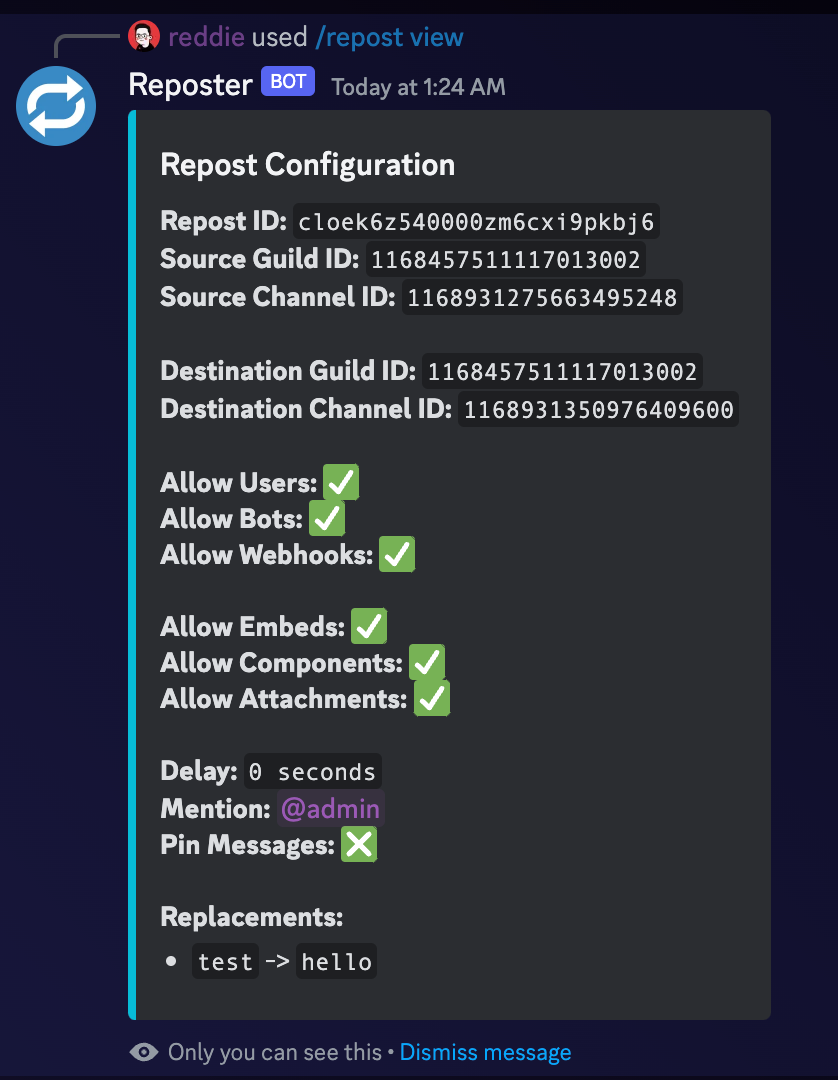 reddie used /repost view
Reposter BOT Today at 1:24 AM
Repost Configuration
Repost ID: cloek6z540000zm6cxi9pkbj6
Source Guild ID: 1168457511117013002
Source Channel ID: 1168931275663495248
Destination Guild ID: 1168457511117013002
Destination Channel ID: 1168931350976409600
Allow Users: ✅
Allow Bots: ✅
Allow Webhooks: ✅
Allow Embeds: ✅
Allow Components: ✅
Allow Attachments: ✅
Delay: 0 seconds
Mention: @admin
Pin Messages: ❎
Replacements:
• test -> hello
Only you can see this • Dismiss message